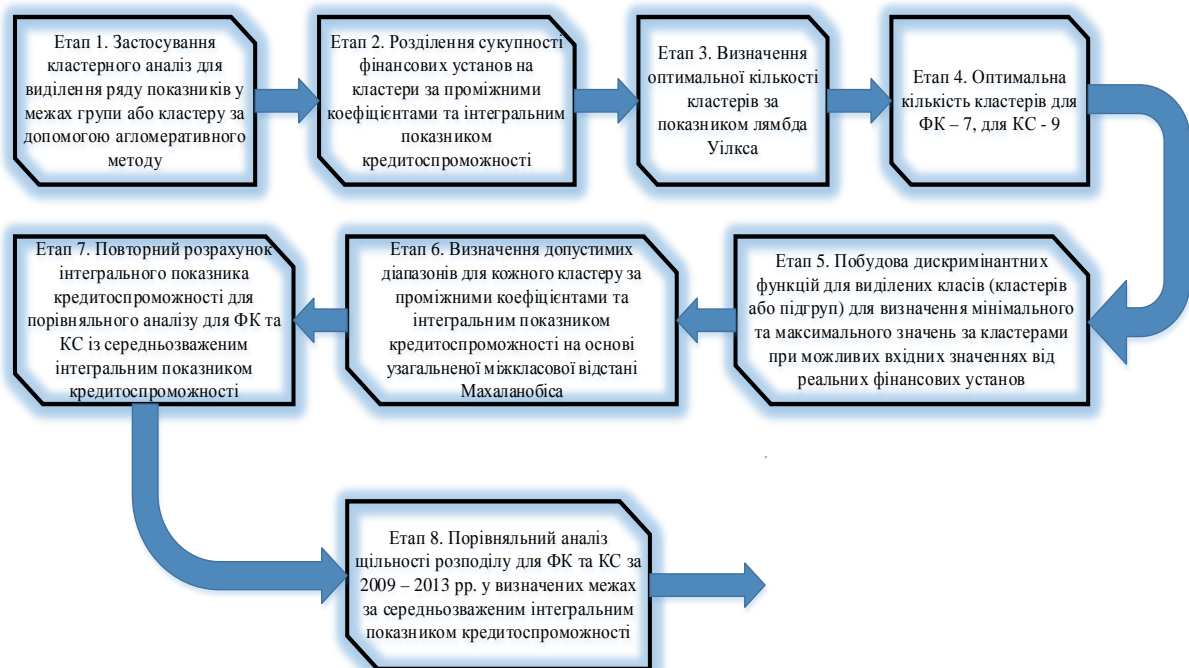 Етап 1. Застосування
кластерного аналіз для
виділення ряду показників у
межах групи або кластеру за
допомогою агломеративного
методу
Етап 2. Розділення сукупності
фінансових установ на
кластери за проміжними
коефіцієнтами та інтегральним
показником
кредитоспроможності
Етап 3. Визначення
оптимальної кількості
кластерів за
показником лямбда
Уілкса
Етап 4. Оптимальна
кількість кластерів для
ФК – 7, для КС - 9
Етап 5. Побудова дискримінантних
функцій для виділених класів (кластерів
або підгруп) для визначення мінімального
та максимального значень за кластерами
при можливих вхідних значеннях від
реальних фінансових установ
Етап 6. Визначення допустимих
діапазонів для кожного кластеру за
проміжними коефіцієнтами та
інтегральним показником
кредитоспроможності на основі
узагальненої міжкласової відстані
Махаланобіса
Етап 7. Повторний розрахунок
інтегрального показника
кредитоспроможності для
порівняльного аналізу для ФК та
КС із середньозваженим
інтегральним показником
кредитоспроможності
Етап 8. Порівняльний аналіз
щільності розподілу для ФК та КС за
2009 – 2013 рр. у визначених межах
за середньозваженим інтегральним
показником кредитоспроможності